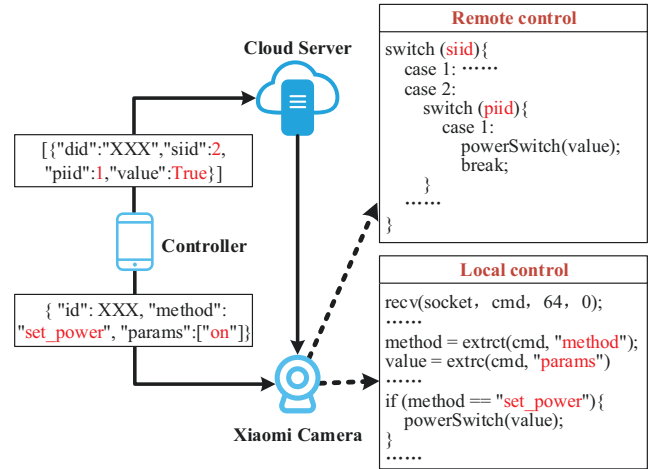 Cloud Server
[{"did":"XXX","siid":2,
"piid":1,"value":True}]
Controller
{ "id": XXX, "method":
"set_power", "params":["on"]}
Xiaomi Camera
Remote control
switch (siid){
case 1: ······
case 2:
switch (piid){
case 1:
powerSwitch(value);
break;
}
······
}
Local control
recv(socket， cmd, 64, 0);
······
method = extrct(cmd, "method");
value = extrc(cmd, "params")
······
if (method == "set_power"){
powerSwitch(value);
}
······